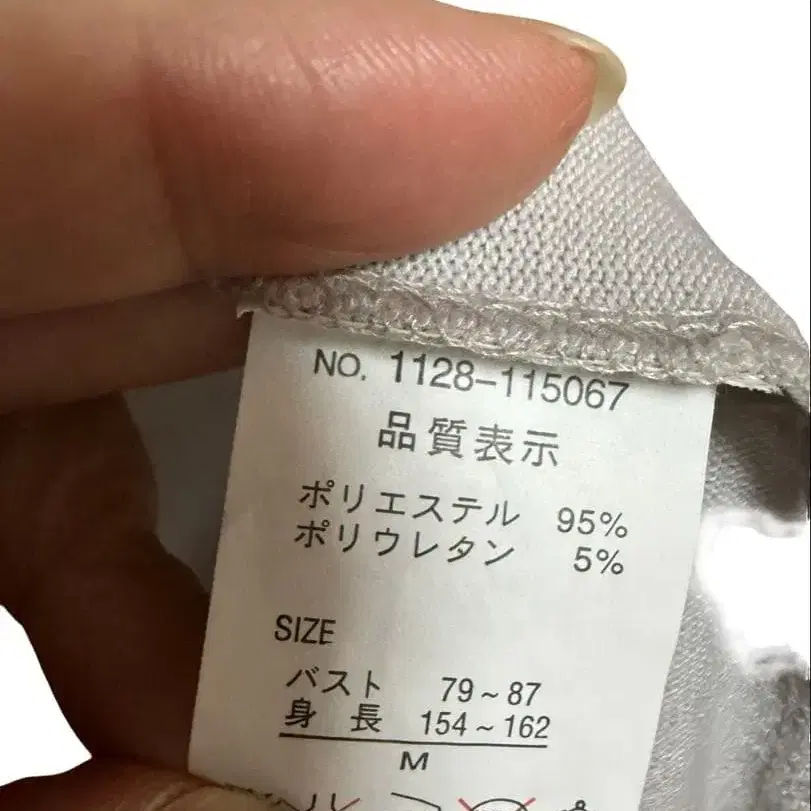 NO. 1128-115067
品質表示
ポリエステル 95%
ポリウレタン 5%
SIZE
バスト 79~87
身長 154~162
M